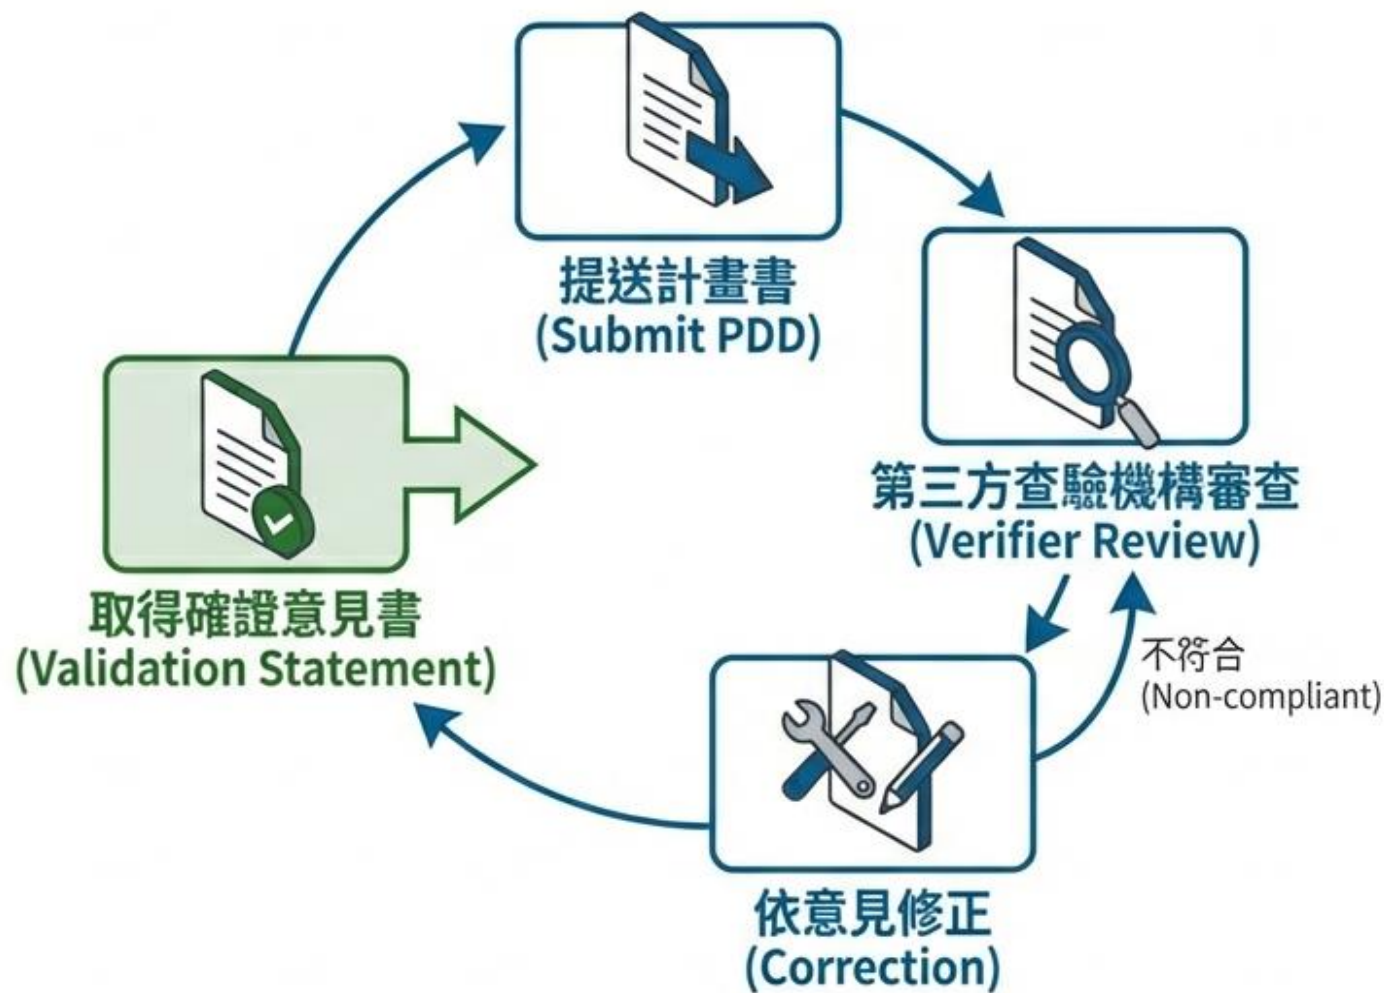 提送計畫書
(Submit PDD)
第三方查驗機構審查
(Verifier Review)
不符合
(Non-compliant)
依意見修正
(Correction)
取得確證意見書
(Validation Statement)